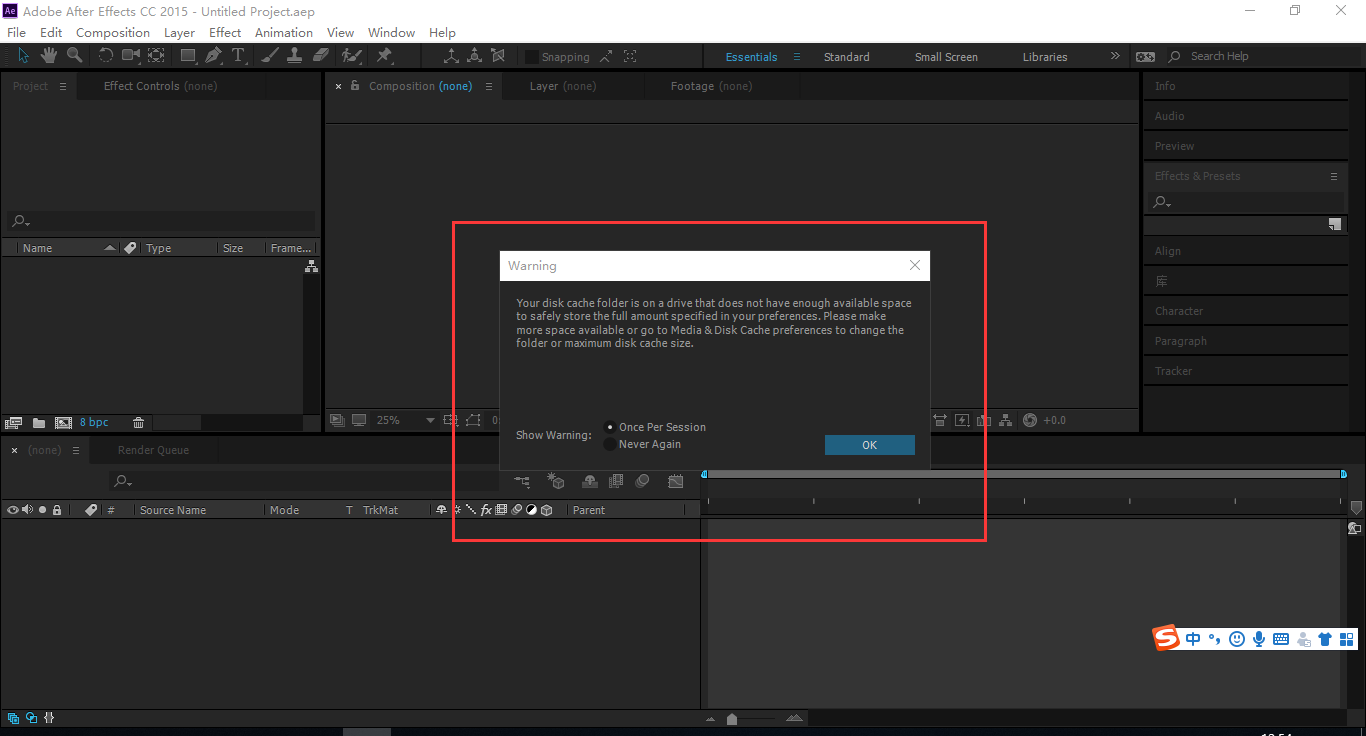 Ae Adobe After Effects CC 2015 - Untitled Project.aep
File Edit Composition Layer Effect Animation View Window Help
T Snapping Essentials Standard Small Screen Libraries Search Help
Project Effect Controls (none) Composition (none) Layer (none) Footage (none) Info
Audio
Preview
Effects & Presets
Name Type Size Frame...
Align
库
Character
Paragraph
Tracker
Warning
Your disk cache folder is on a drive that does not have enough available space
to safely store the full amount specified in your preferences. Please make
more space available or go to Media & Disk Cache preferences to change the
folder or maximum disk cache size.
Show Warning:
Once Per Session
Never Again
OK
8 bpc 25% +0.0
(none) Render Queue
# Source Name Mode T TrkMat fx Parent
S 中